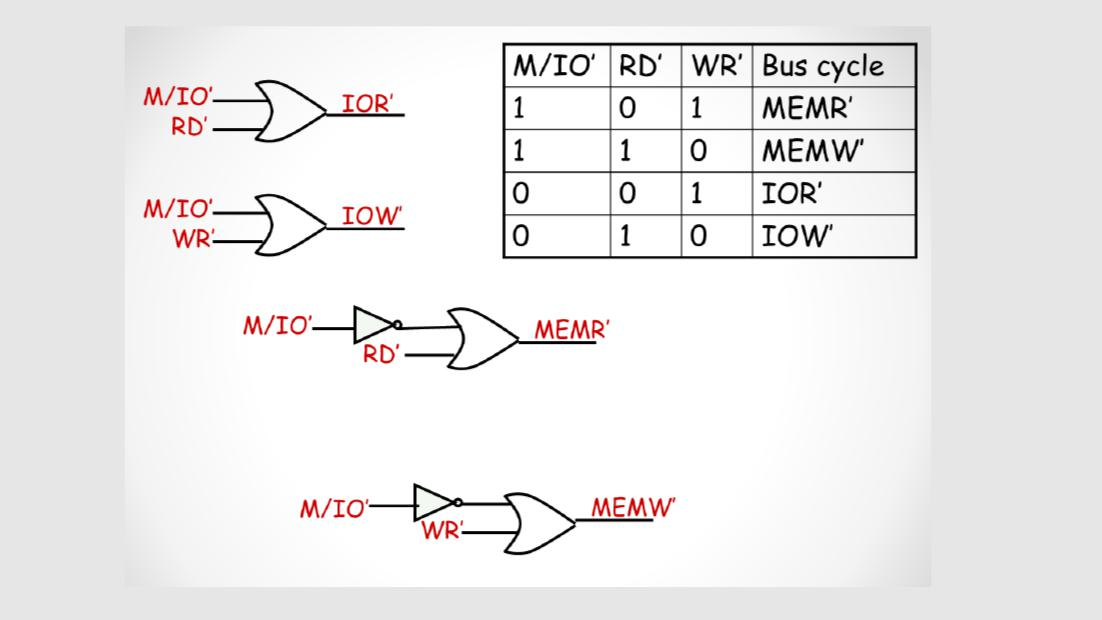 M/IO'
RD'
IOR'
M/IO'
WR'
IOW'
M/IO' RD' WR' Bus cycle
1 0 1 MEMR'
1 1 0 MEMW'
0 0 1 IOR'
0 1 0 IOW'
M/IO'
RD'
MEMR'
M/IO'
WR'
MEMW'